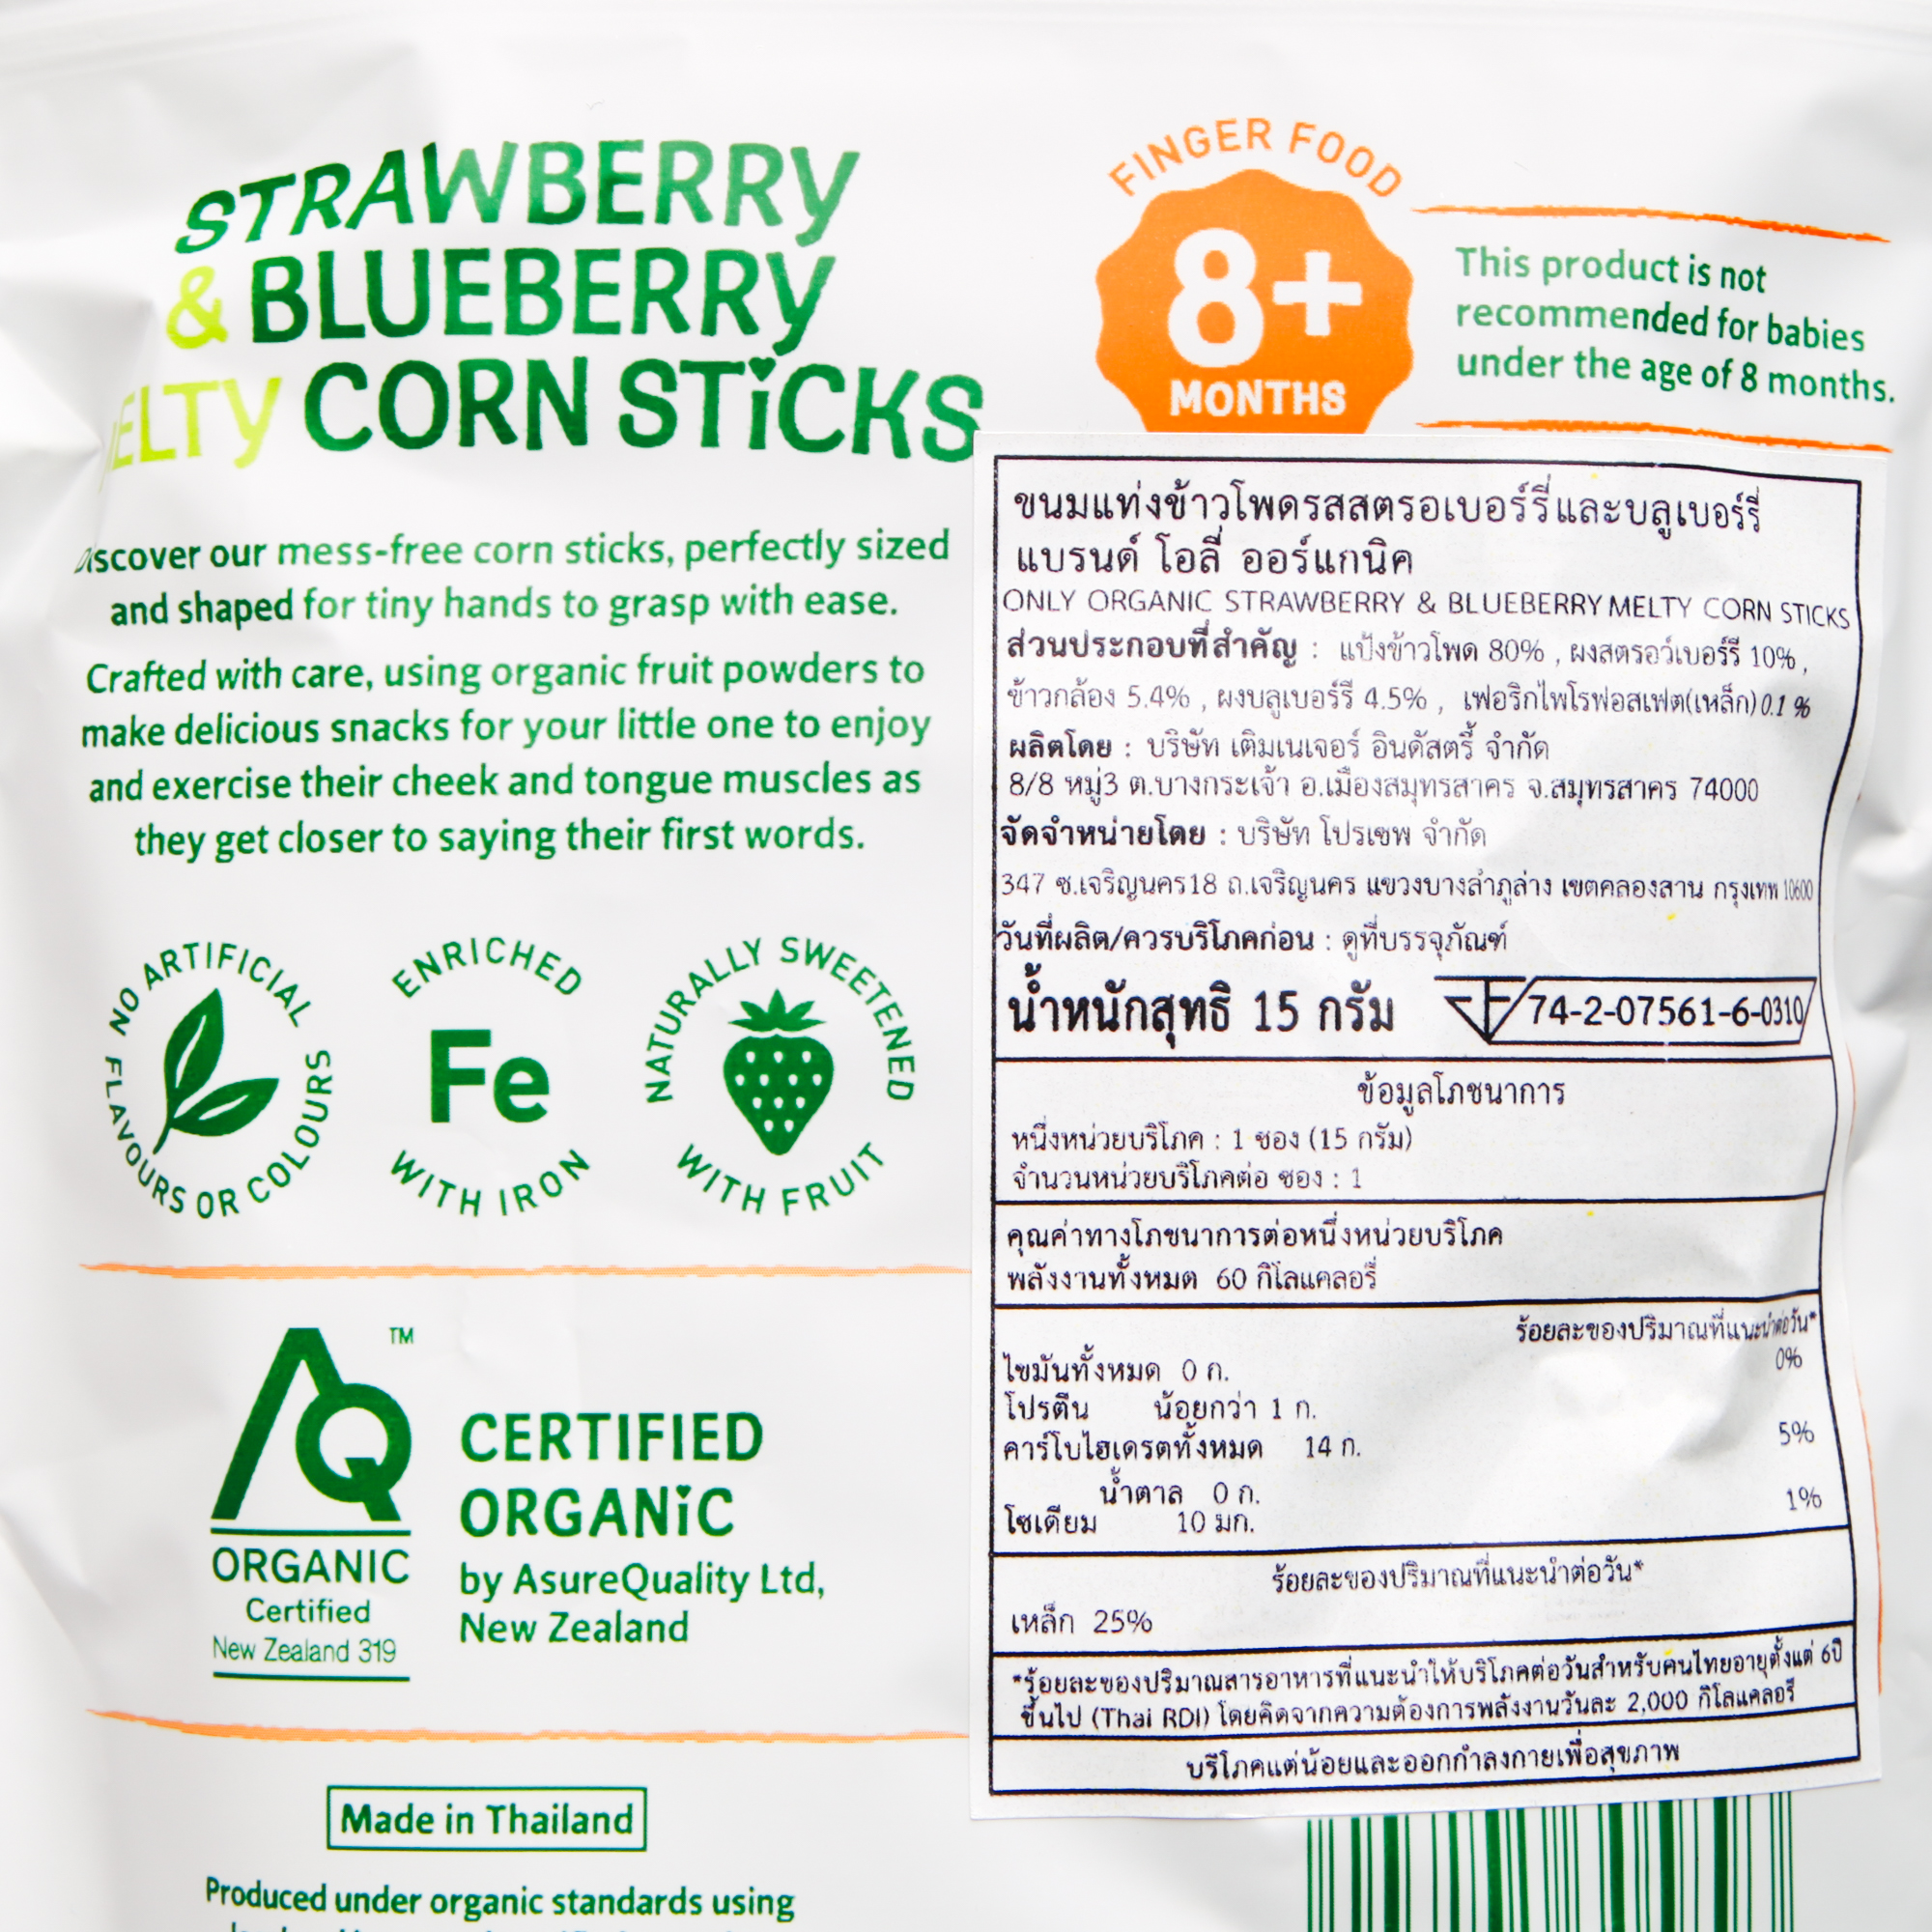 STRAWBERRY
& BLUEBERRY
MELTY CORN STiCKS
Discover our mess-free corn sticks, perfectly sized
and shaped for tiny hands to grasp with ease.
Crafted with care, using organic fruit powders to
make delicious snacks for your little one to enjoy
and exercise their cheek and tongue muscles as
they get closer to saying their first words.
NO ARTIFICIAL FLAVOURS OR COLOURS
ENRICHED
Fe
WITH IRON
NATURALLY SWEETENED
WITH FRUIT
TM
AQ
ORGANIC
Certified
New Zealand 319
CERTIFIED
ORGANiC
by AsureQuality Ltd,
New Zealand
Made in Thailand
Produced under organic standards using
FINGER FOOD
8+
MONTHS
This product is not
recommended for babies
under the age of 8 months.
ขนมแท่งข้าวโพดรสสตรอเบอร์รี่และบลูเบอร์รี่
แบรนด์ โอลี่ ออร์แกนิค
ONLY ORGANIC STRAWBERRY & BLUEBERRY MELTY CORN STICKS
ส่วนประกอบที่สำคัญ : แป้งข้าวโพด 80% , ผงสตรอว์เบอร์รี 10% ,
ข้าวกล้อง 5.4% , ผงบลูเบอร์รี 4.5% , เฟอริกไพโรฟอสเฟต(เหล็ก) 0.1 %
ผลิตโดย : บริษัท เติมเนเจอร์ อินดัสตรี้ จำกัด
8/8 หมู่3 ต.บางกระเจ้า อ.เมืองสมุทรสาคร จ.สมุทรสาคร 74000
จัดจำหน่ายโดย : บริษัท โปรเซพ จำกัด
347 ซ.เจริญนคร18 ถ.เจริญนคร แขวงบางลำภูล่าง เขตคลองสาน กรุงเทพ 10600
วันที่ผลิต/ควรบริโภคก่อน : ดูที่บรรจุภัณฑ์
น้ำหนักสุทธิ 15 กรัม
74-2-07561-6-0310
ข้อมูลโภชนาการ
หนึ่งหน่วยบริโภค : 1 ซอง (15 กรัม)
จำนวนหน่วยบริโภคต่อ ซอง : 1
คุณค่าทางโภชนาการต่อหนึ่งหน่วยบริโภค
พลังงานทั้งหมด 60 กิโลแคลอรี่
ร้อยละของปริมาณที่แนะนำต่อวัน*
ไขมันทั้งหมด 0 ก. 0%
โปรตีน น้อยกว่า 1 ก.
คาร์โบไฮเดรตทั้งหมด 14 ก. 5%
น้ำตาล 0 ก.
โซเดียม 10 มก. 1%
ร้อยละของปริมาณที่แนะนำต่อวัน*
เหล็ก 25%
*ร้อยละของปริมาณสารอาหารที่แนะนำให้บริโภคต่อวันสำหรับคนไทยอายุตั้งแต่ 6ปี
ขึ้นไป (Thai RDI) โดยคิดจากความต้องการพลังงานวันละ 2,000 กิโลแคลอรี่
บริโภคแต่น้อยและออกกำลังกายเพื่อสุขภาพ